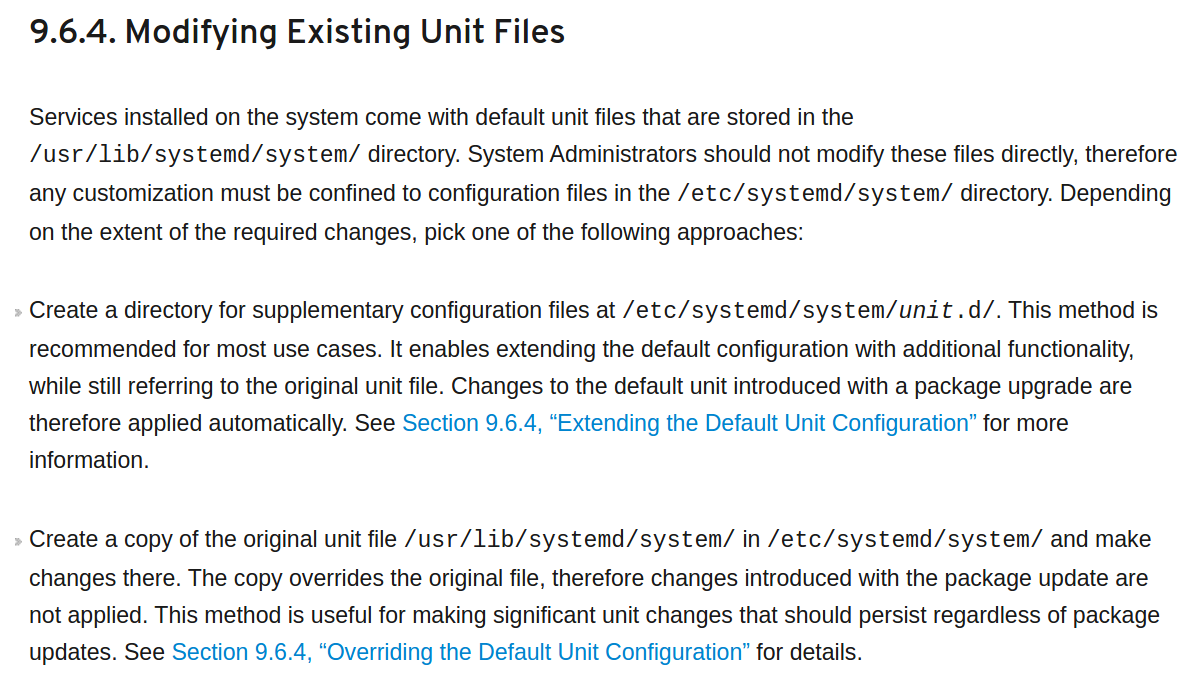 9.6.4. Modifying Existing Unit Files
Services installed on the system come with default unit files that are stored in the
/usr/lib/systemd/system/ directory. System Administrators should not modify these files directly, therefore
any customization must be confined to configuration files in the /etc/systemd/system/ directory. Depending
on the extent of the required changes, pick one of the following approaches:
» Create a directory for supplementary configuration files at /etc/systemd/system/unit.d/. This method is
recommended for most use cases. It enables extending the default configuration with additional functionality,
while still referring to the original unit file. Changes to the default unit introduced with a package upgrade are
therefore applied automatically. See Section 9.6.4, “Extending the Default Unit Configuration” for more
information.
» Create a copy of the original unit file /usr/lib/systemd/system/ in /etc/systemd/system/ and make
changes there. The copy overrides the original file, therefore changes introduced with the package update are
not applied. This method is useful for making significant unit changes that should persist regardless of package
updates. See Section 9.6.4, “Overriding the Default Unit Configuration” for details.